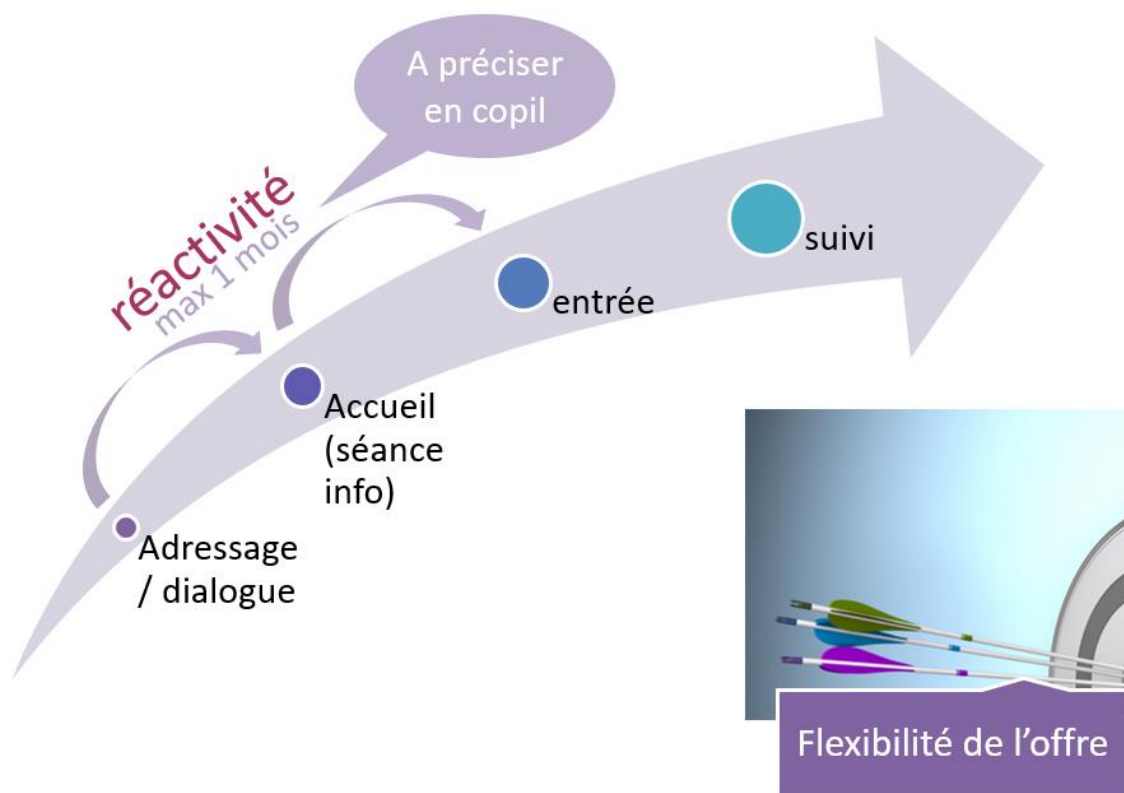 A préciser
en copil
réactivité
max 1 mois
suivi
entrée
Accueil
(séance
info)
Adressage
/ dialogue
Flexibilité de l’offre